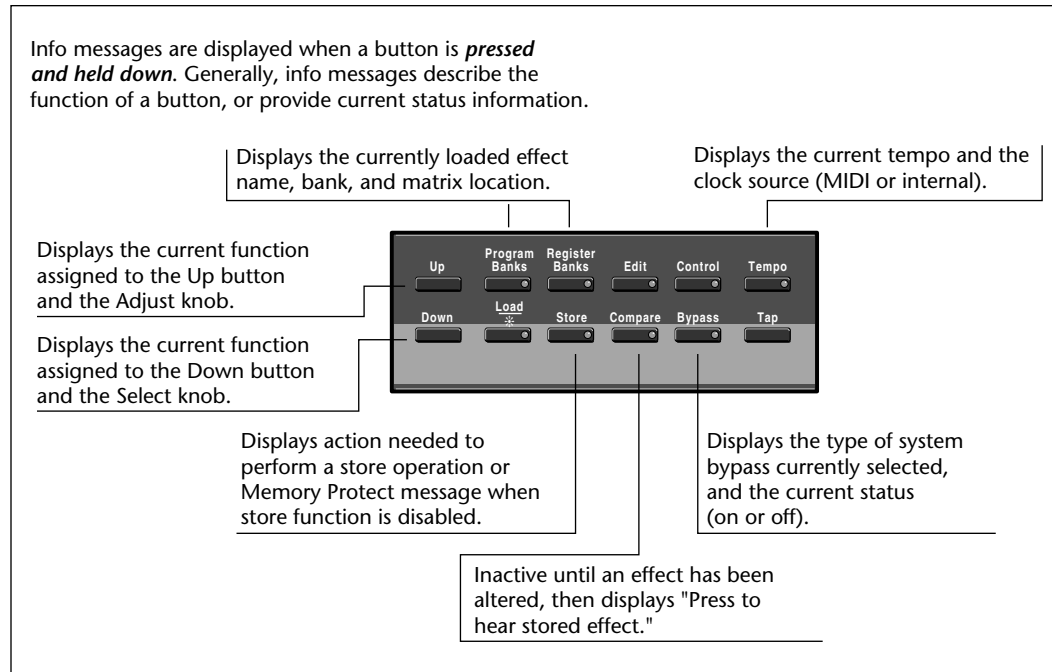 Info messages are displayed when a button is pressed
and held down. Generally, info messages describe the
function of a button, or provide current status information.
Displays the currently loaded effect
name, bank, and matrix location.
Displays the current tempo and the
clock source (MIDI or internal).
Displays the current function
assigned to the Up button
and the Adjust knob.
Up
Program
Banks
Register
Banks
Edit
Control
Tempo
Displays the current function
assigned to the Down button
and the Select knob.
Down
Load
Store
Compare
Bypass
Tap
Displays action needed to
perform a store operation or
Memory Protect message when
store function is disabled.
Displays the type of system
bypass currently selected,
and the current status
(on or off).
Inactive until an effect has been
altered, then displays "Press to
hear stored effect."